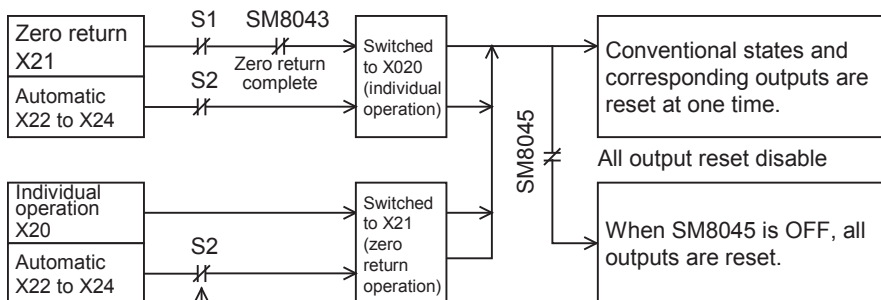 S1
SM8043
Zero return
X21
Zero return
complete
Switched
to X020
(individual
operation)
Conventional states and
corresponding outputs are
reset at one time.
S2
Automatic
X22 to X24
SM8045
All output reset disable
Individual
operation
X20
Switched
to X21
(zero
return
operation)
When SM8045 is OFF, all
outputs are reset.
S2
Automatic
X22 to X24